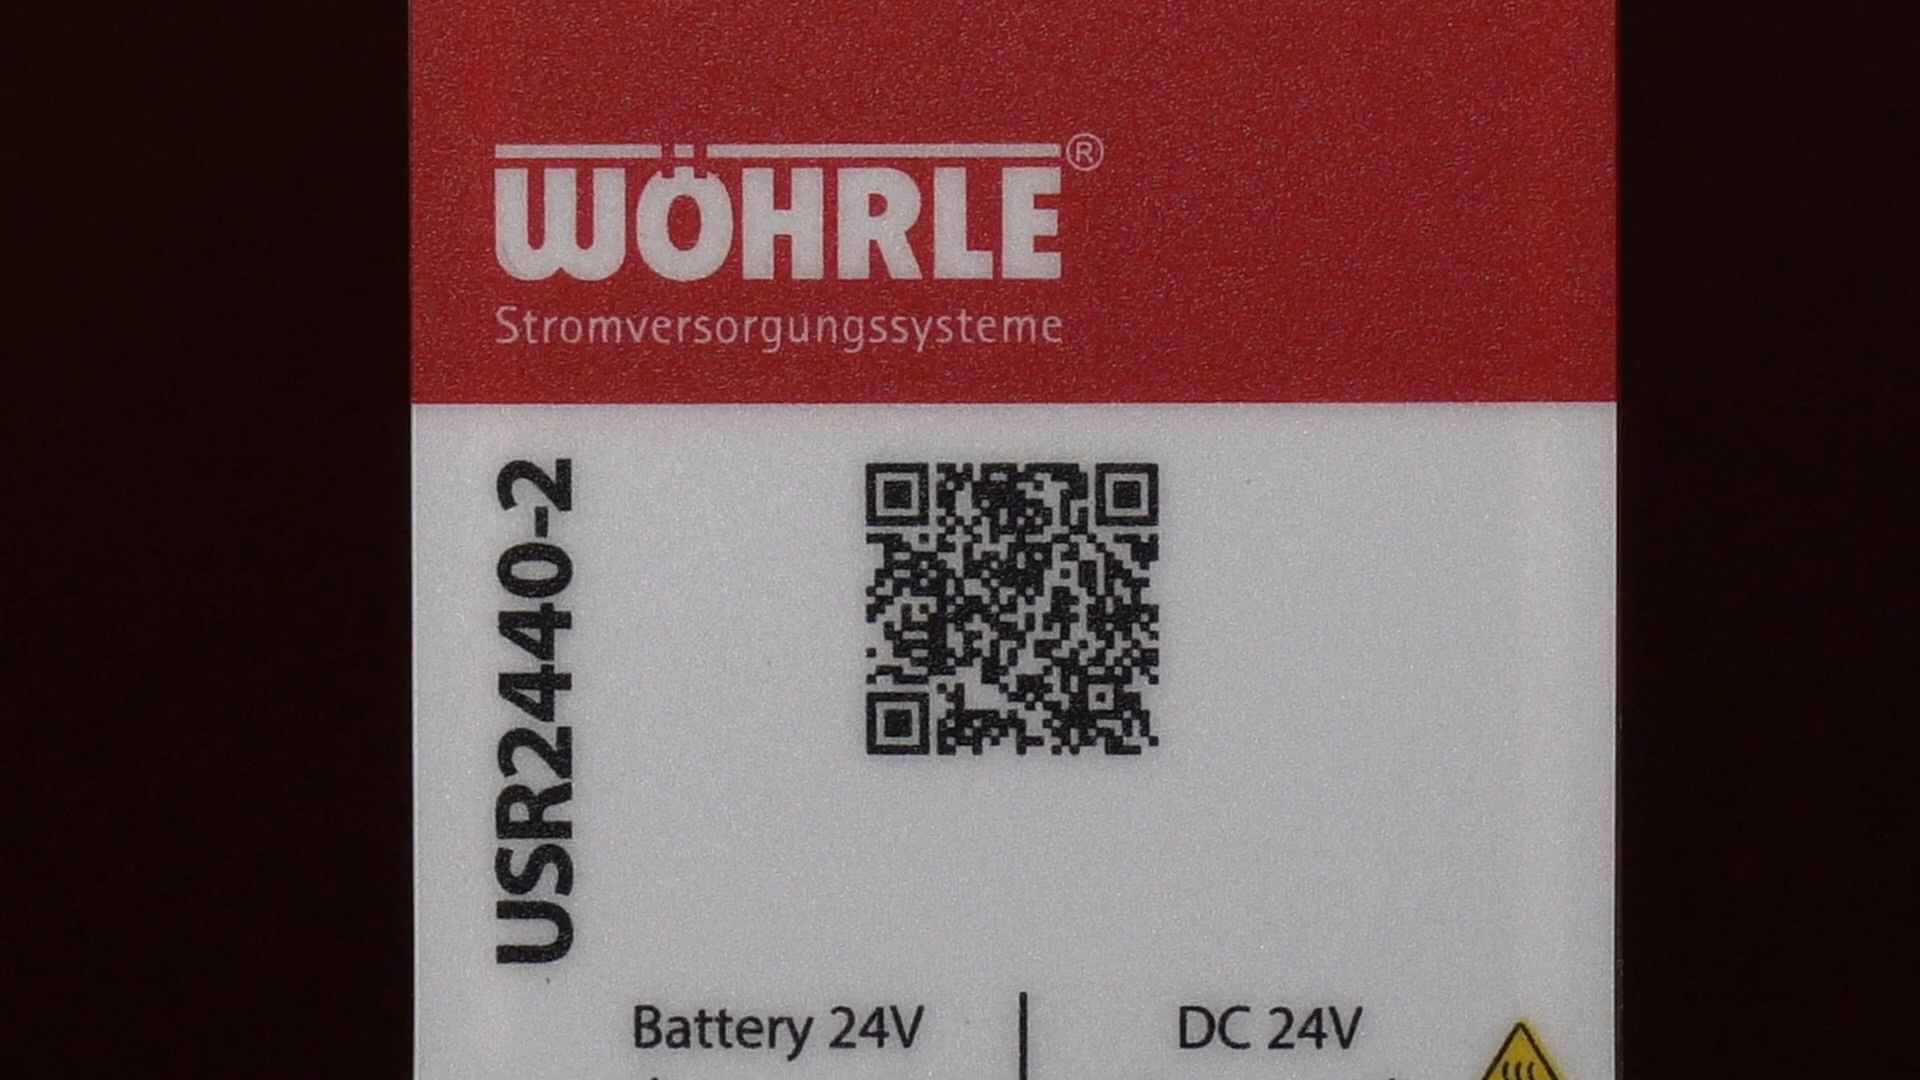 WÖHRLE®
Stromversorgungssysteme
USR2440-2
Battery 24V | DC 24V